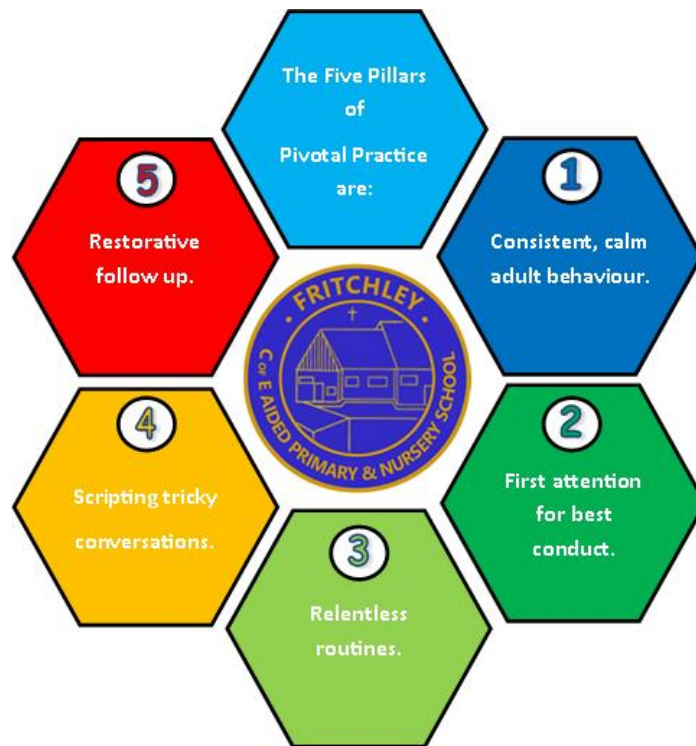 The Five Pillars
of
Pivotal Practice
are:
1
Consistent, calm
adult behaviour.
2
First attention
for best
conduct.
3
Relentless
routines.
4
Scripting tricky
conversations.
5
Restorative
follow up.
· FRITCHLEY ·
C OF E AIDED PRIMARY & NURSERY SCHOOL